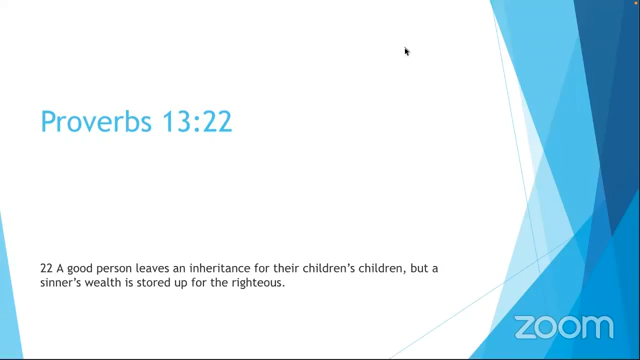 Proverbs 13:22
22 A good person leaves an inheritance for their children’s children, but a
sinner’s wealth is stored up for the righteous.
zoom